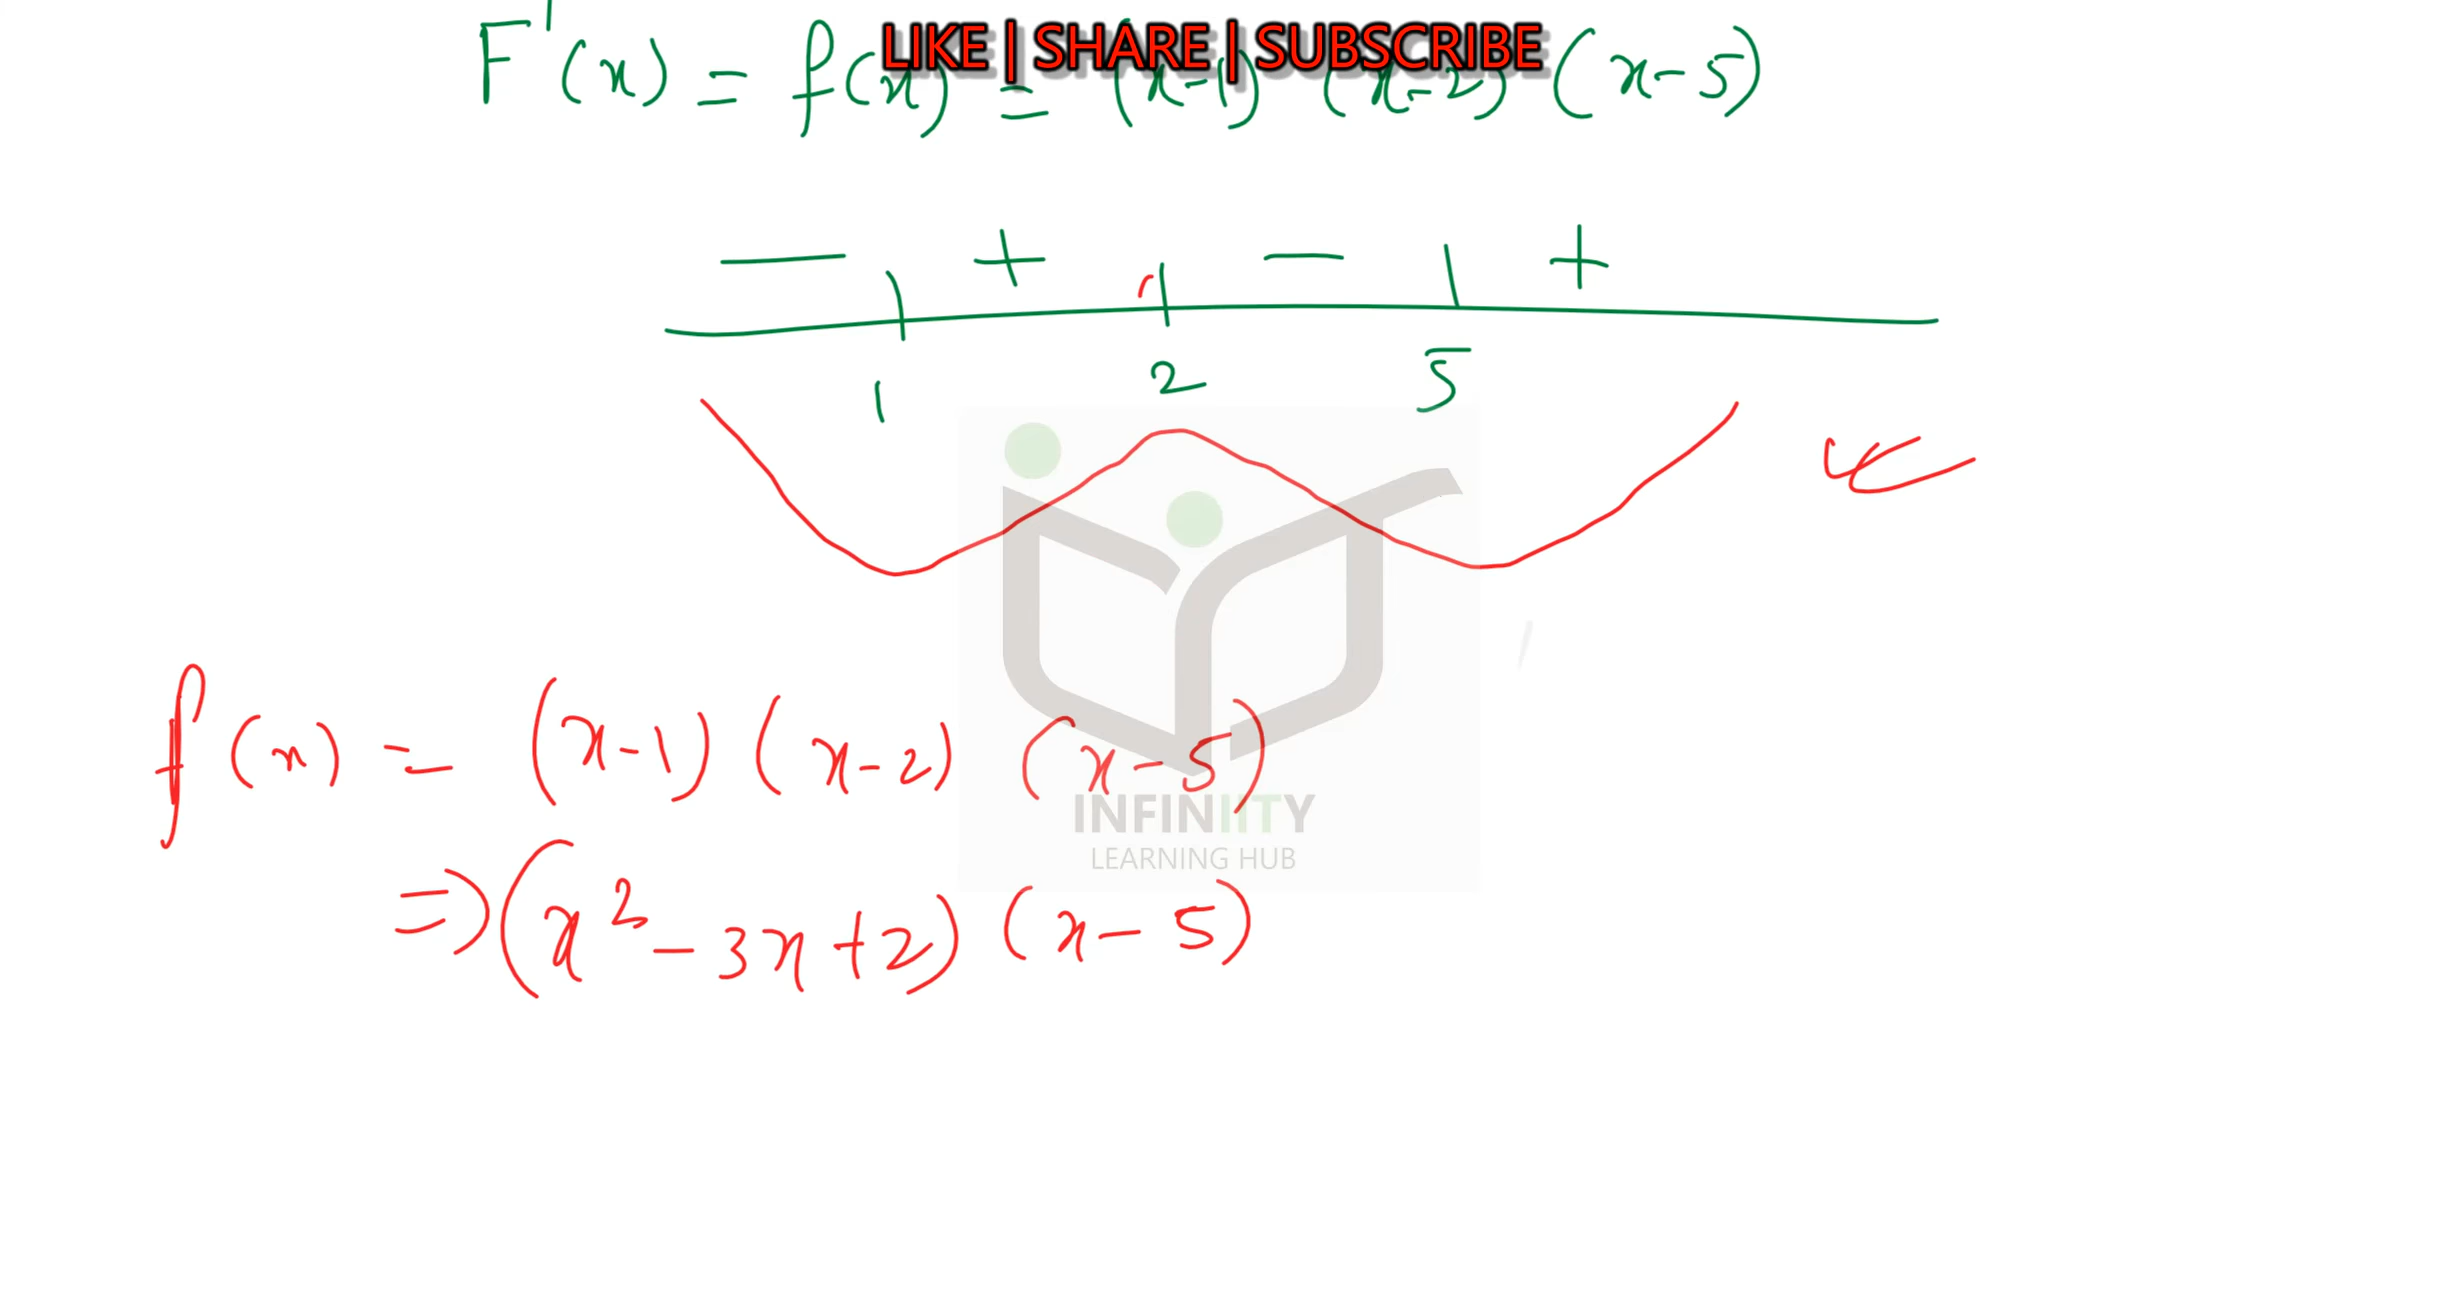 LIKE | SHARE | SUBSCRIBE
F'(x) = f(x) = (x-1) (x-2) (x-5)
— + — +
1 2 5
f(x) = (x-1) (x-2) (x-5)
INFINIITY
LEARNING HUB
=> (x² - 3x + 2) (x - 5)